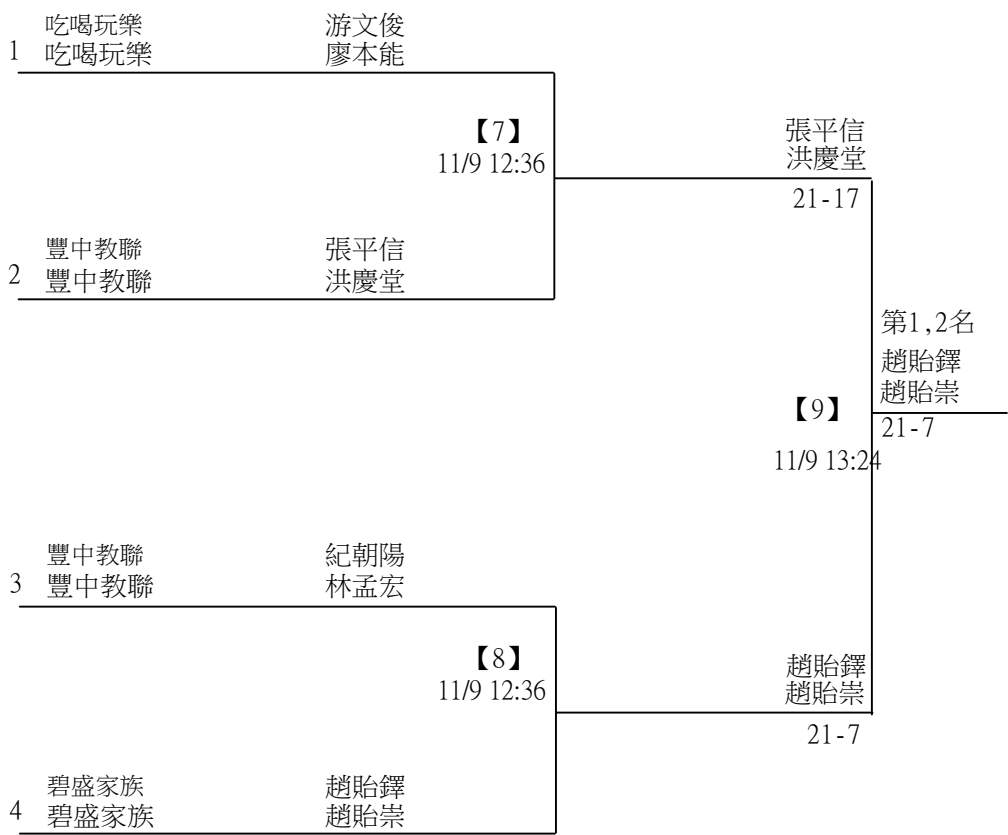 吃喝玩樂 游文俊
1 吃喝玩樂 廖本能
【7】
11/9 12:36
張平信
洪慶堂
21-17
豐中教聯 張平信
2 豐中教聯 洪慶堂
第1,2名
趙貽鐸
趙貽崇
【9】
21-7
11/9 13:24
豐中教聯 紀朝陽
3 豐中教聯 林孟宏
【8】
11/9 12:36
趙貽鐸
趙貽崇
21-7
碧盛家族 趙貽鐸
4 碧盛家族 趙貽崇